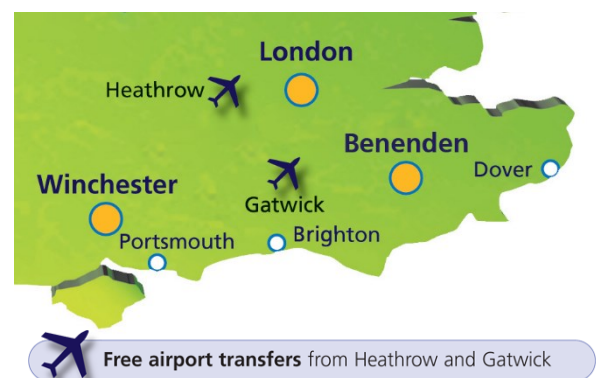 London
Heathrow
Benenden
Dover
Winchester
Gatwick
Portsmouth
Brighton
Free airport transfers from Heathrow and Gatwick